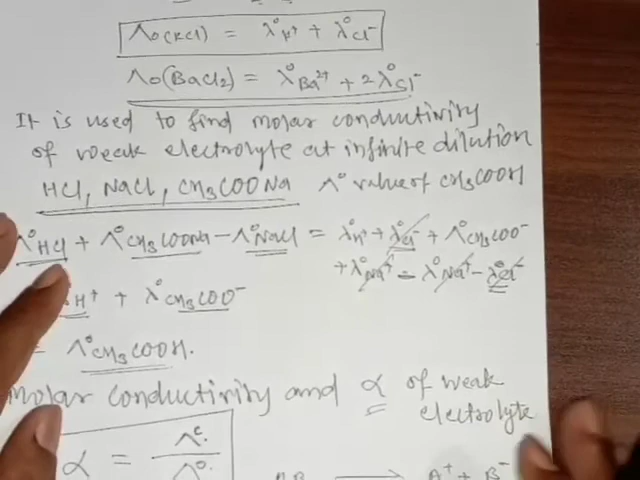 Λ₀(KCl) = λ°H⁺ + λ°Cl⁻
Λ₀(BaCl₂) = λ°Ba²⁺ + 2λ°Cl⁻
It is used to find molar conductivity
of weak electrolyte at infinite dilution
HCl, NaCl, CH₃COONa Λ° value of CH₃COOH
Λ°HCl + Λ°CH₃COONa – Λ°NaCl = λ°H⁺ + λ°Cl⁻ + λ°CH₃COO⁻
+ λ°Na⁺ – λ°Na⁺ – λ°Cl⁻
H⁺ + λ°CH₃COO⁻
= Λ°CH₃COOH.
molar conductivity and α of weak
electrolyte
α = Λᶜ. / Λ⁰.
AB ⟶ A⁺ + B⁻